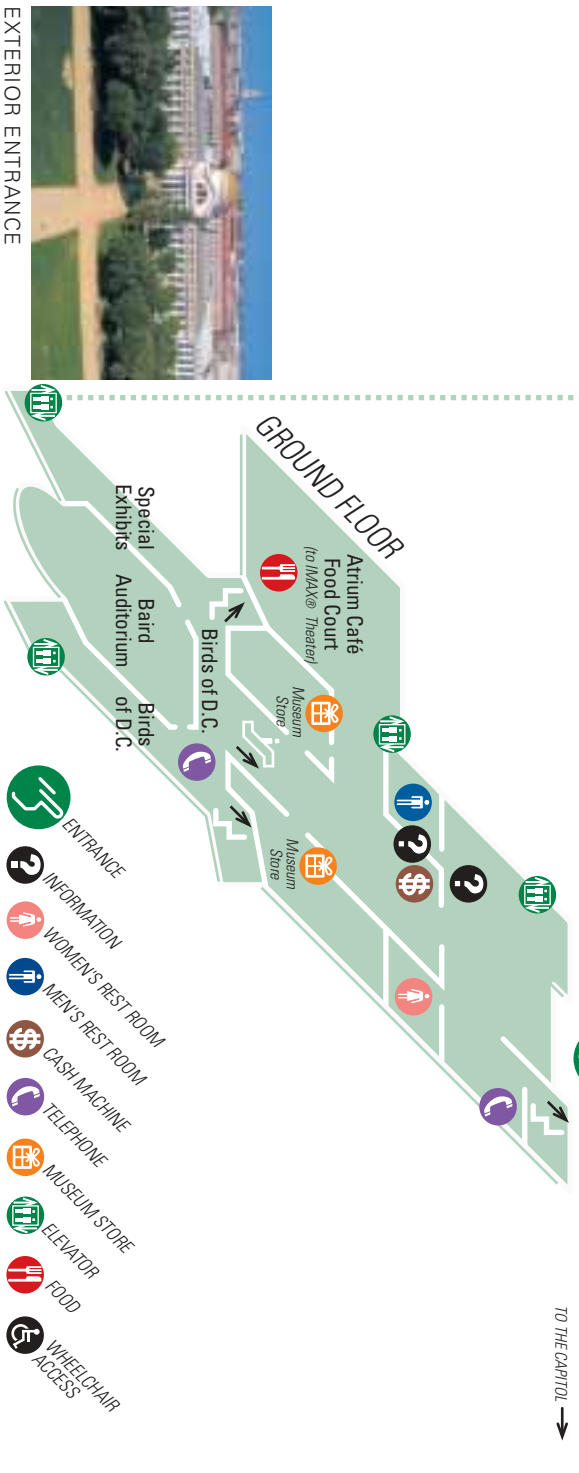 EXTERIOR ENTRANCE
GROUND FLOOR
Atrium Café
Food Court
(to IMAX® Theater)
Museum
Store
Museum
Store
Special
Exhibits
Baird
Auditorium
Birds
of D.C.
Birds of D.C.
?
$$
?
TO THE CAPITOL
ENTRANCE
?
INFORMATION
WOMEN'S REST ROOM
MEN'S REST ROOM
$$
CASH MACHINE
TELEPHONE
MUSEUM STORE
ELEVATOR
FOOD
WHEELCHAIR
ACCESS